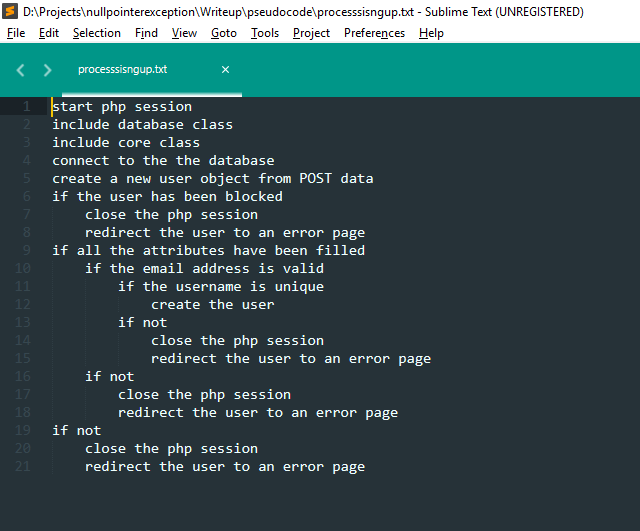 D:\Projects\nullpointerexception\Writeup\pseudocode\processsisngup.txt - Sublime Text (UNREGISTERED)
File Edit Selection Find View Goto Tools Project Preferences Help
processsisngup.txt ×
1 start php session
2 include database class
3 include core class
4 connect to the the database
5 create a new user object from POST data
6 if the user has been blocked
7 close the php session
8 redirect the user to an error page
9 if all the attributes have been filled
10 if the email address is valid
11 if the username is unique
12 create the user
13 if not
14 close the php session
15 redirect the user to an error page
16 if not
17 close the php session
18 redirect the user to an error page
19 if not
20 close the php session
21 redirect the user to an error page